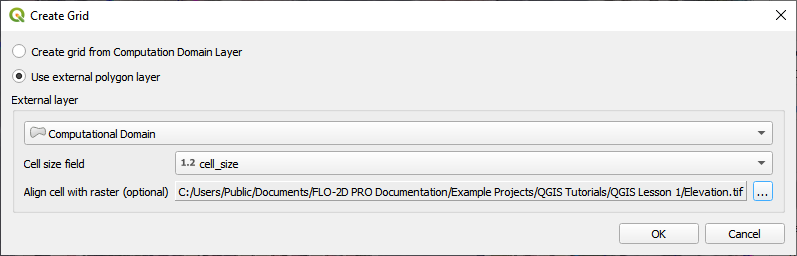 Create Grid
Create grid from Computation Domain Layer
Use external polygon layer
External layer
Computational Domain
Cell size field 1.2 cell_size
Align cell with raster (optional) C:/Users/Public/Documents/FLO-2D PRO Documentation/Example Projects/QGIS Tutorials/QGIS Lesson 1/Elevation.tif ...
OK Cancel